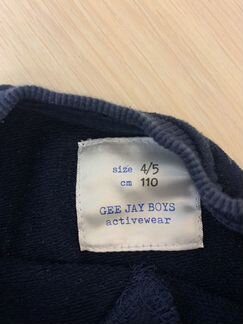 size 4/5
cm 110
GEE JAY BOYS
activewear